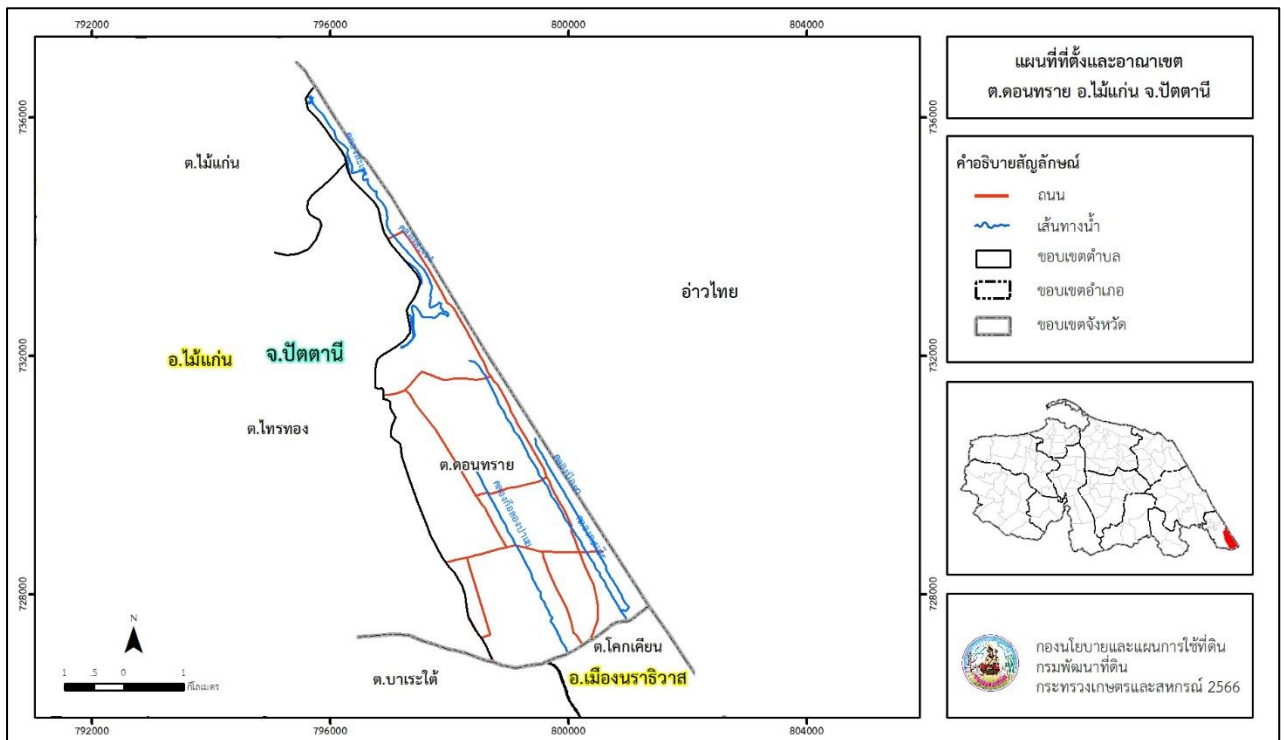 792000
796000
800000
804000
736000
732000
728000
736000
732000
728000
ต.ไม้แก่น
อ่าวไทย
อ.ไม้แก่น
จ.ปัตตานี
ต.ไทรทอง
ต.ดอนทราย
ต.โคกเคียน
ต.บาเระใต้
อ.เมืองนราธิวาส
N
1 .5 0 1
กิโลเมตร
792000
796000
800000
804000
แผนที่ที่ตั้งและอาณาเขต
ต.ดอนทราย อ.ไม้แก่น จ.ปัตตานี
คำอธิบายสัญลักษณ์
ถนน
เส้นทางน้ำ
ขอบเขตตำบล
ขอบเขตอำเภอ
ขอบเขตจังหวัด
กองนโยบายและแผนการใช้ที่ดิน
กรมพัฒนาที่ดิน
กระทรวงเกษตรและสหกรณ์ 2566